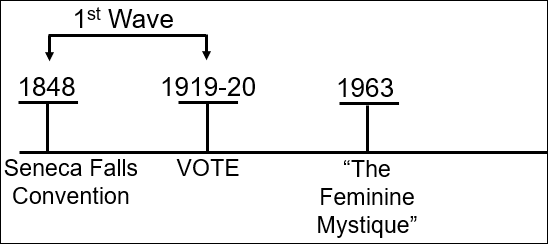 1st Wave
1848
1919-20
1963
Seneca Falls
Convention
VOTE
“The
Feminine
Mystique”